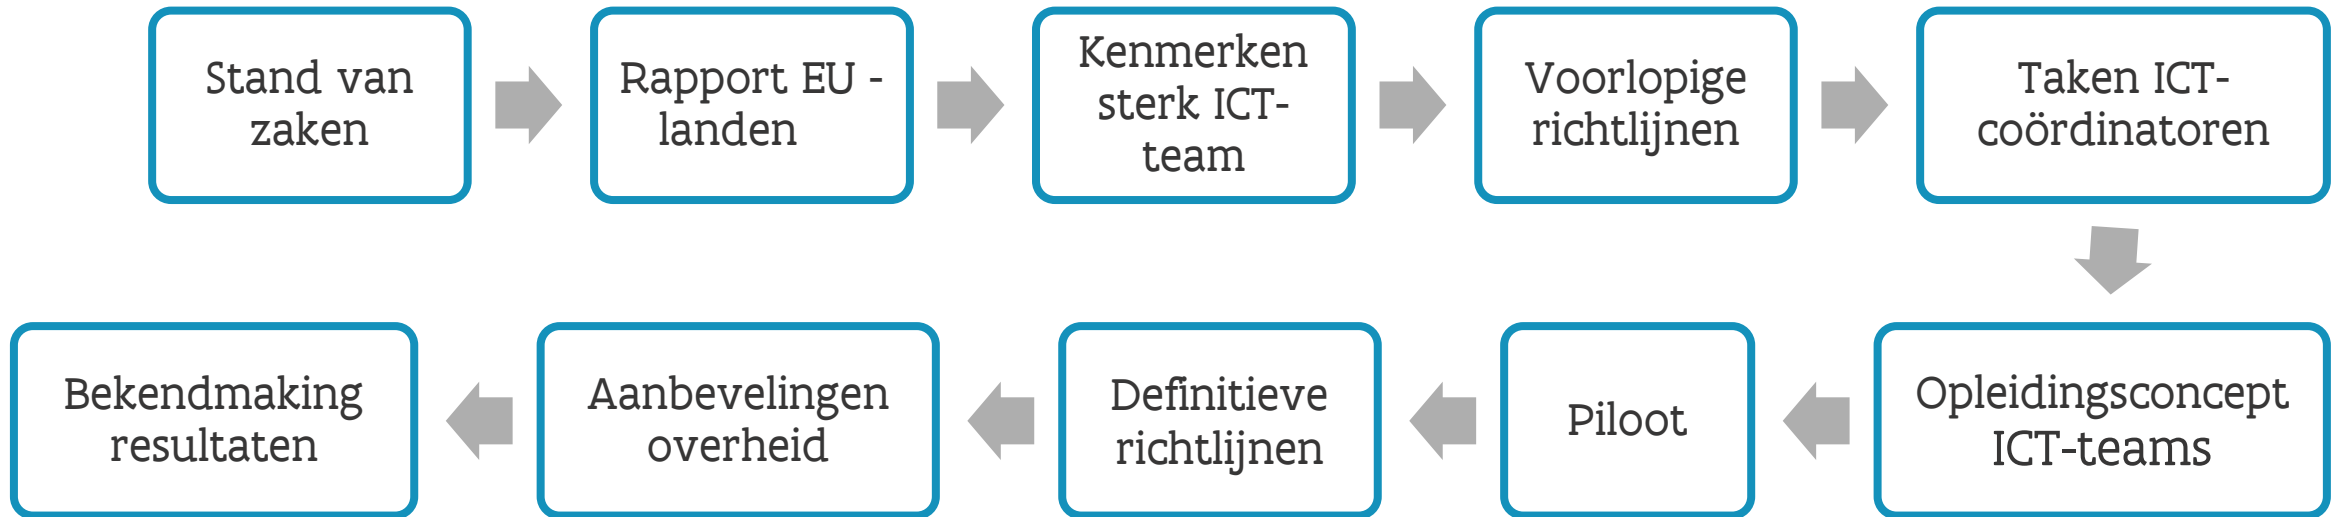 Stand van
zaken
Rapport EU -
landen
Kenmerken
sterk ICT-
team
Voorlopige
richtlijnen
Taken ICT-
coördinatoren
Opleidingsconcept
ICT-teams
Piloot
Definitieve
richtlijnen
Aanbevelingen
overheid
Bekendmaking
resultaten